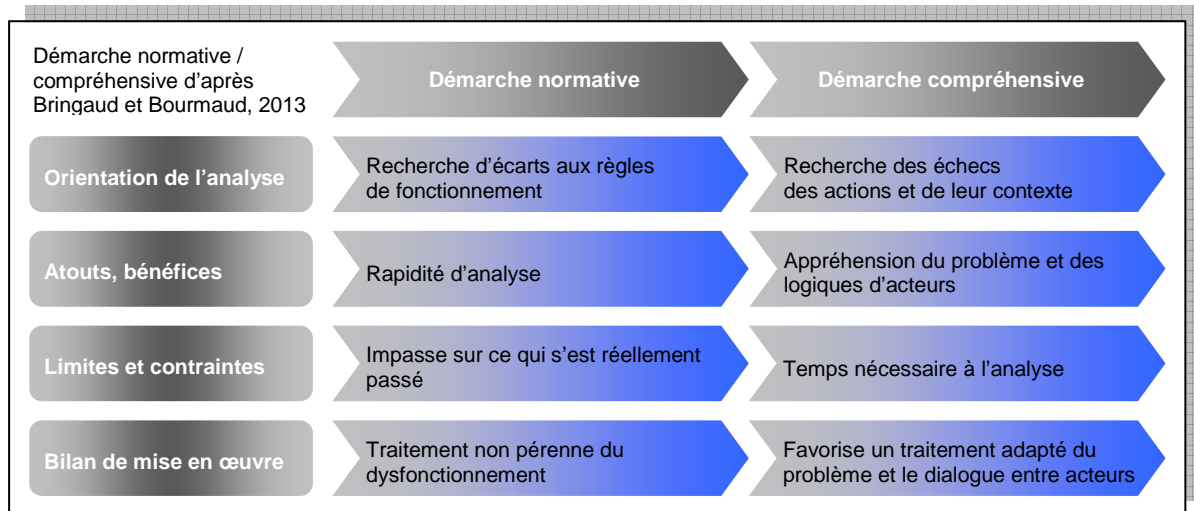 Démarche normative /
compréhensive d'après
Bringaud et Bourmaud, 2013
Démarche normative
Démarche compréhensive
Orientation de l'analyse
Recherche d'écarts aux règles
de fonctionnement
Recherche des échecs
des actions et de leur contexte
Atouts, bénéfices
Rapidité d'analyse
Appréhension du problème et des
logiques d'acteurs
Limites et contraintes
Impasse sur ce qui s'est réellement
passé
Temps nécessaire à l'analyse
Bilan de mise en œuvre
Traitement non pérenne du
dysfonctionnement
Favorise un traitement adapté du
problème et le dialogue entre acteurs